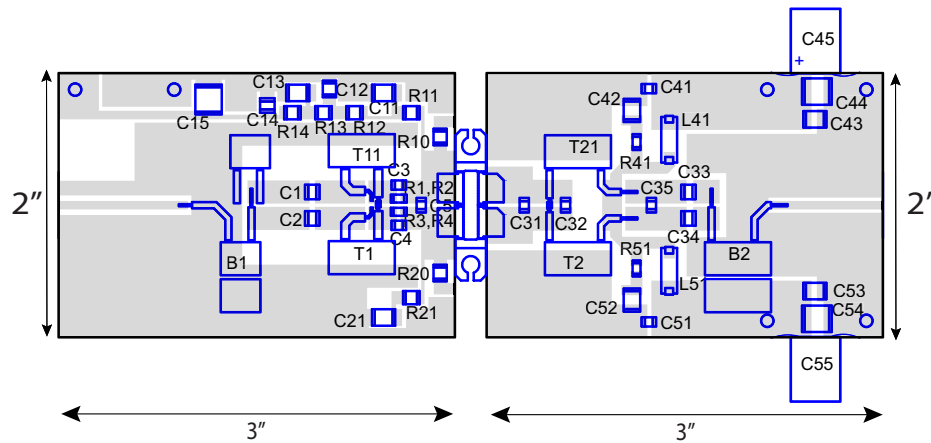 C45
+
C13
C12
C11
R11
C15
C14
R14
R13
R12
R10
T11
C3
C1
R1,R2
C5
C2
R3,R4
C4
B1
T1
R20
R21
C21
C41
C42
C44
C43
L41
R41
T21
C33
C35
C31
C32
C34
T2
R51
B2
L51
C52
C51
C53
C54
C55
2”
2”
3”
3”